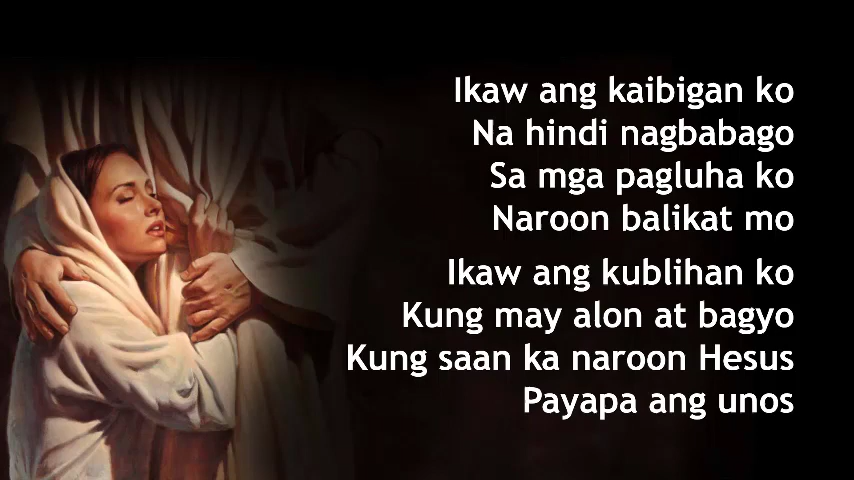 Ikaw ang kaibigan ko
Na hindi nagbabago
Sa mga pagluha ko
Naroon balikat mo
Ikaw ang kublihan ko
Kung may alon at bagyo
Kung saan ka naroon Hesus
Payapa ang unos